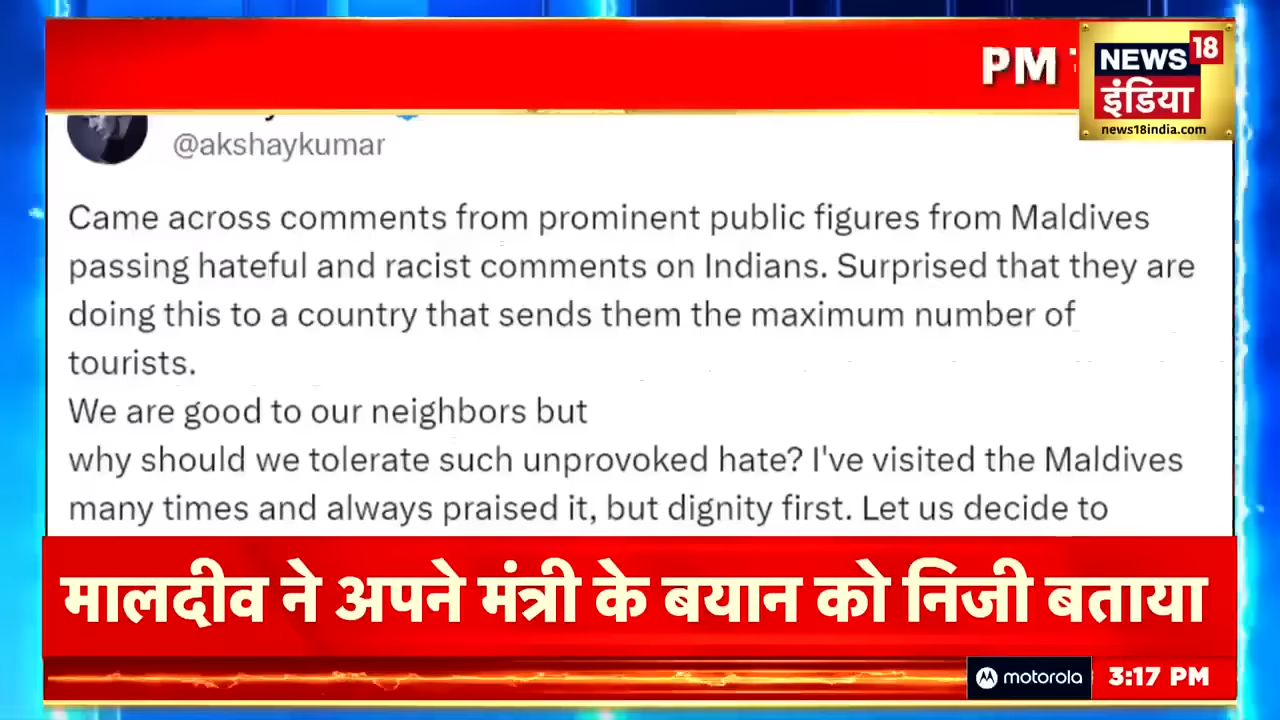 PM
NEWS 18
इंडिया
news18india.com
@akshaykumar
Came across comments from prominent public figures from Maldives
passing hateful and racist comments on Indians. Surprised that they are
doing this to a country that sends them the maximum number of
tourists.
We are good to our neighbors but
why should we tolerate such unprovoked hate? I've visited the Maldives
many times and always praised it, but dignity first. Let us decide to
मालदीव ने अपने मंत्री के बयान को निजी बताया
motorola
3:17 PM